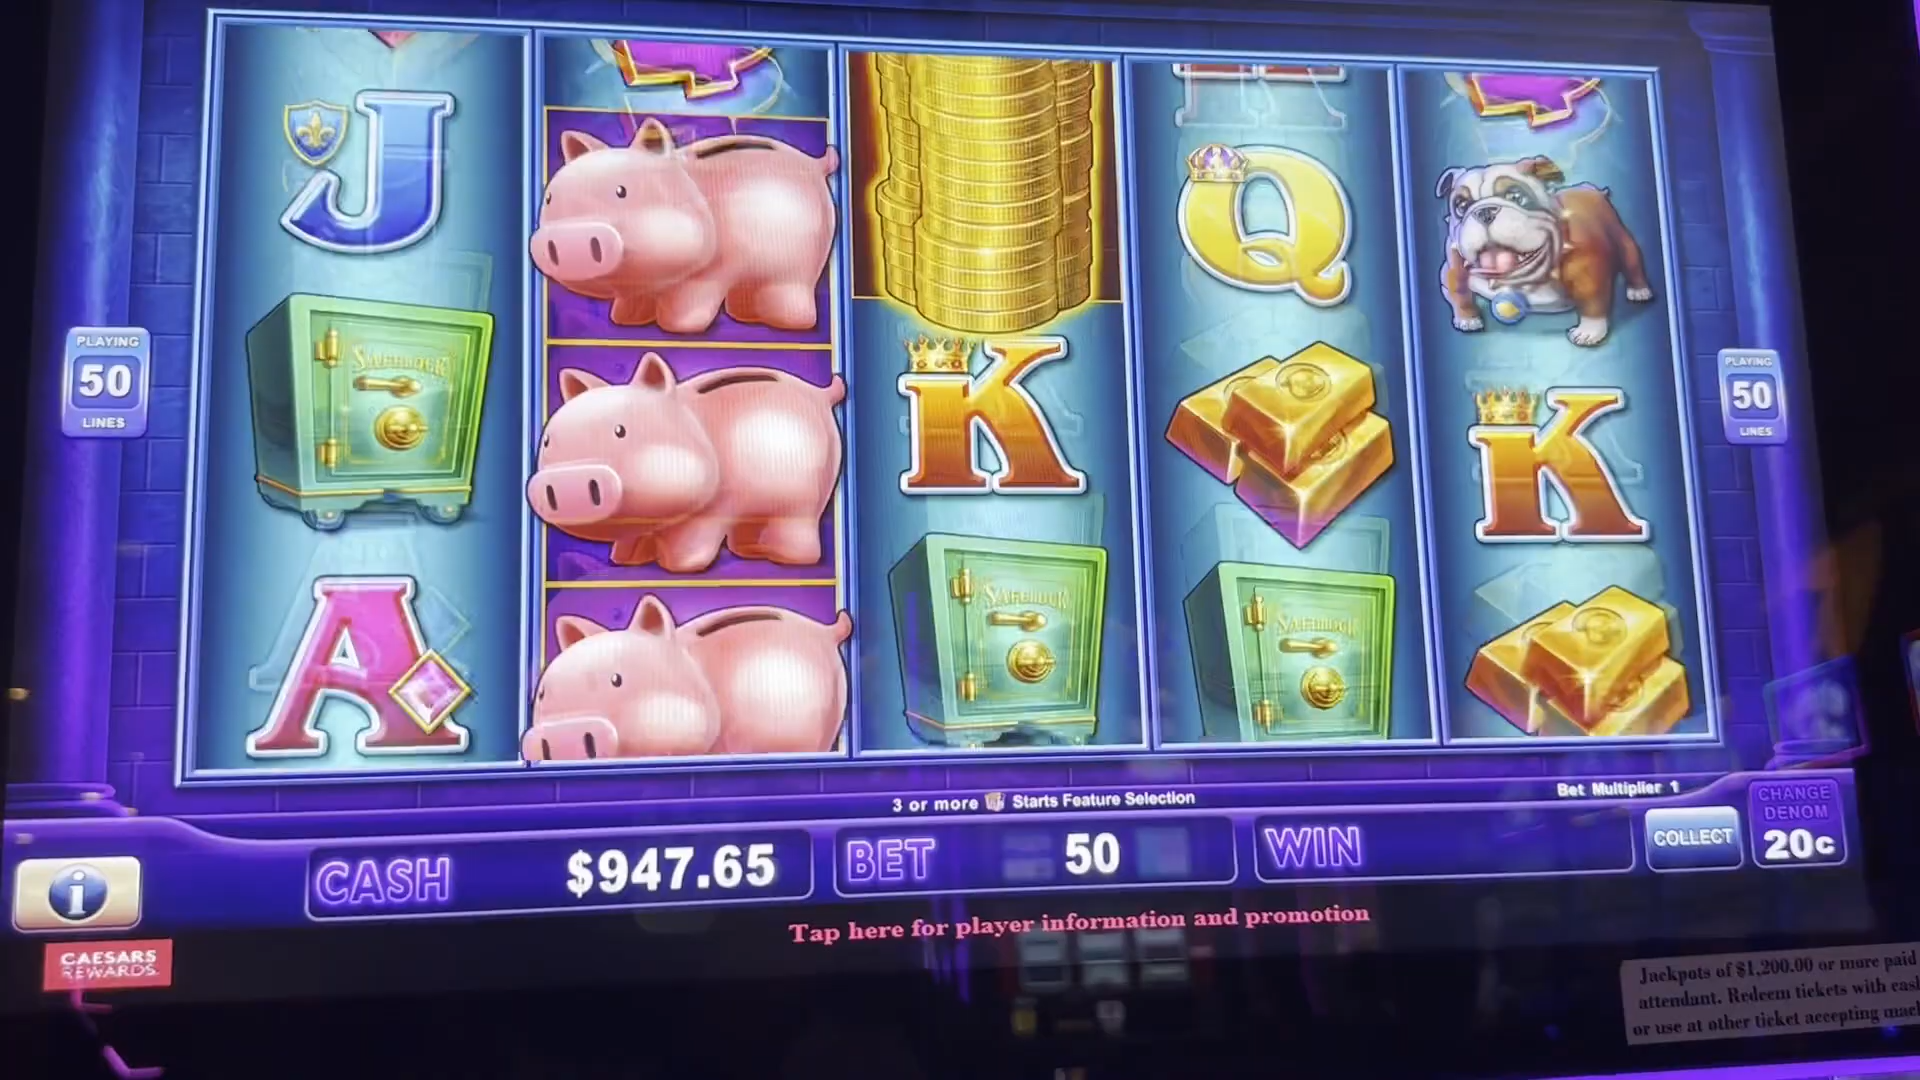 J
Q
PLAYING
50
LINES
SAFEBLOCK
K
PLAYING
50
LINES
K
A
3 or more
Starts Feature Selection
Bet Multiplier 1
CHANGE
DENOM
20c
COLLECT
CASH
$947.65
BET
50
WIN
i
Tap here for player information and promotion
CAESARS
REWARDS
Jackpots of $1,200.00 or more paid
attendant. Redeem tickets with
or use at other ticket accepting